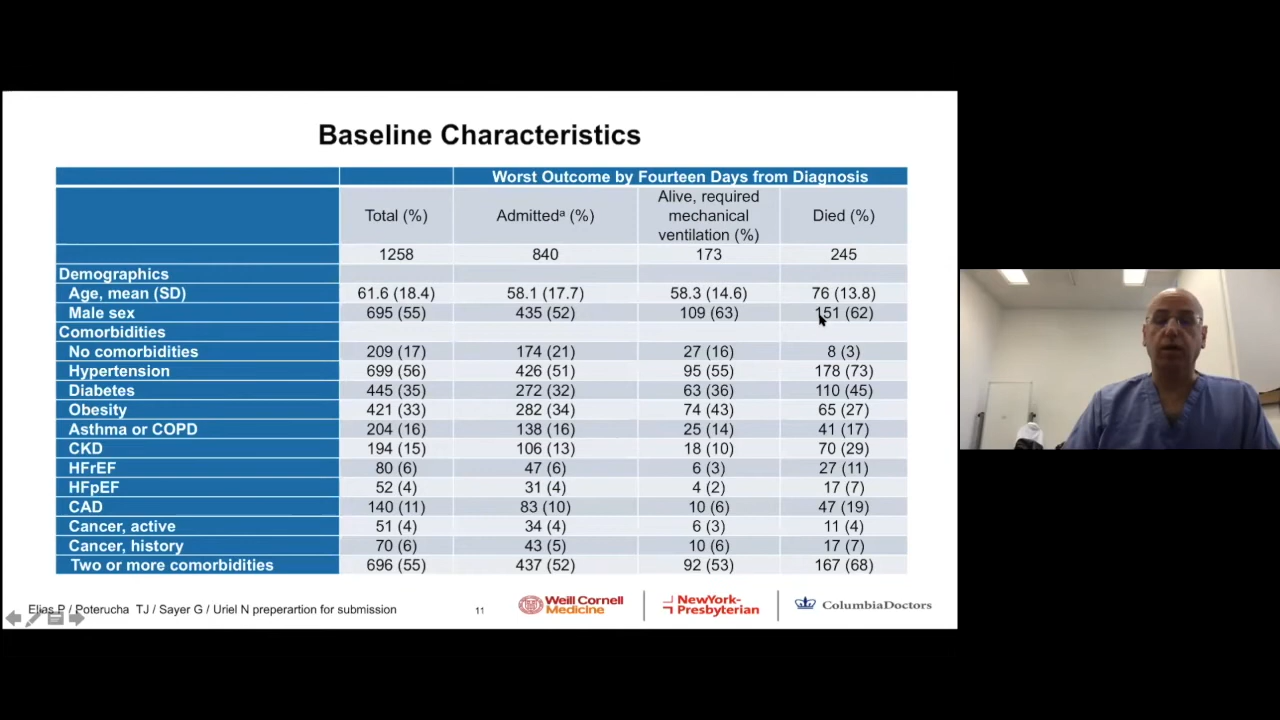 Baseline Characteristics
Worst Outcome by Fourteen Days from Diagnosis
Total (%) Admittedᵃ (%) Alive, required mechanical ventilation (%) Died (%)
1258 840 173 245
Demographics
Age, mean (SD) 61.6 (18.4) 58.1 (17.7) 58.3 (14.6) 76 (13.8)
Male sex 695 (55) 435 (52) 109 (63) 151 (62)
Comorbidities
No comorbidities 209 (17) 174 (21) 27 (16) 8 (3)
Hypertension 699 (56) 426 (51) 95 (55) 178 (73)
Diabetes 445 (35) 272 (32) 63 (36) 110 (45)
Obesity 421 (33) 282 (34) 74 (43) 65 (27)
Asthma or COPD 204 (16) 138 (16) 25 (14) 41 (17)
CKD 194 (15) 106 (13) 18 (10) 70 (29)
HFrEF 80 (6) 47 (6) 6 (3) 27 (11)
HFpEF 52 (4) 31 (4) 4 (2) 17 (7)
CAD 140 (11) 83 (10) 10 (6) 47 (19)
Cancer, active 51 (4) 34 (4) 6 (3) 11 (4)
Cancer, history 70 (6) 43 (5) 10 (6) 17 (7)
Two or more comorbidities 696 (55) 437 (52) 92 (53) 167 (68)
Elias P / Poterucha TJ / Sayer G / Uriel N preperartion for submission
11
Weill Cornell
Medicine
NewYork-
Presbyterian
ColumbiaDoctors